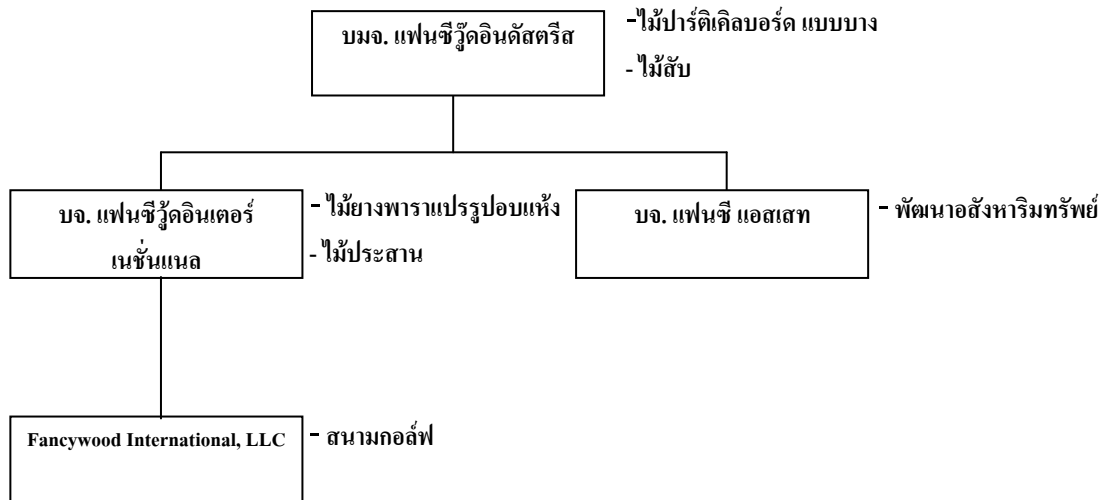 บมจ. แฟนซีวู๊ดอินดัสตรีส
-ไม้ปาร์ติเคิลบอร์ด แบบบาง
- ไม้สับ
บจ. แฟนซีวู้ดอินเตอร์
เนชั่นแนล
- ไม้ยางพาราแปรรูปอบแห้ง
- ไม้ประสาน
บจ. แฟนซี แอสเสท
- พัฒนาอสังหาริมทรัพย์
Fancywood International, LLC
- สนามกอล์ฟ